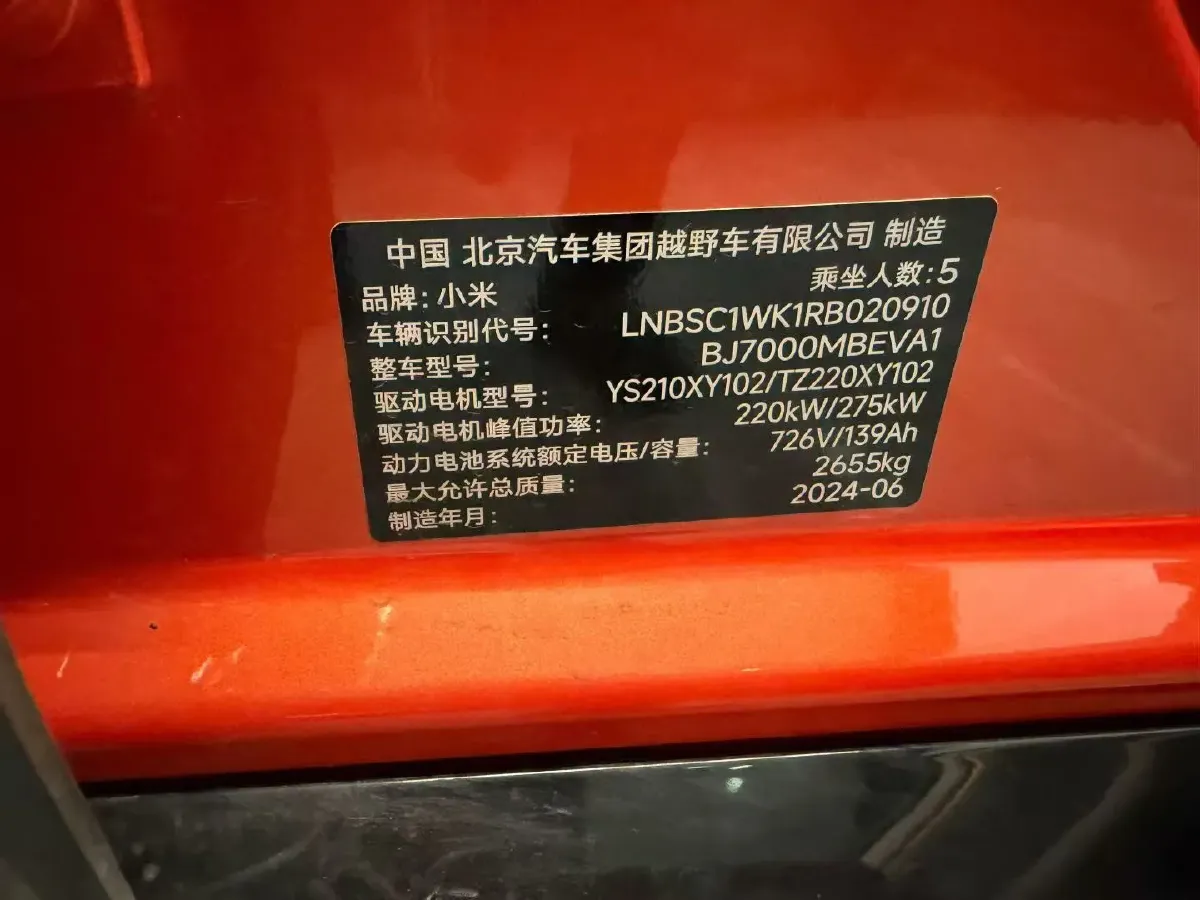 中国 北京汽车集团越野车有限公司 制造
品牌:小米 乘坐人数:5
车辆识别代号: LNBSC1WK1RB020910
整车型号: BJ7000MBEVA1
驱动电机型号: YS210XY102/TZ220XY102
驱动电机峰值功率: 220kW/275kW
动力电池系统额定电压/容量: 726V/139Ah
最大允许总质量: 2655kg
制造年月: 2024-06